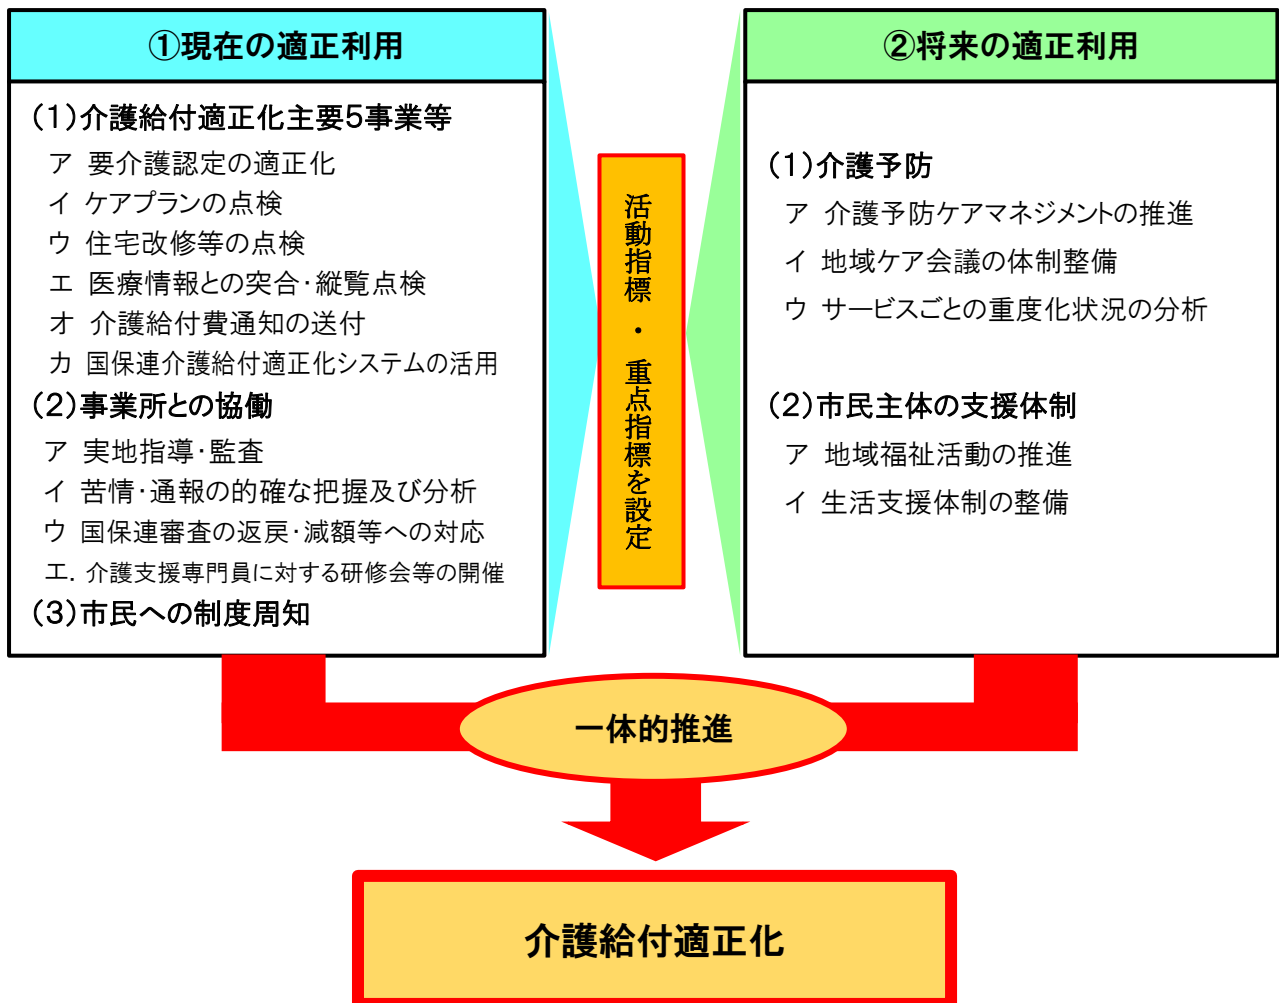 ①現在の適正利用
(1)介護給付適正化主要5事業等
ア 要介護認定の適正化
イ ケアプランの点検
ウ 住宅改修等の点検
エ 医療情報との突合・縦覧点検
オ 介護給付費通知の送付
カ 国保連介護給付適正化システムの活用
(2)事業所との協働
ア 実地指導・監査
イ 苦情・通報の的確な把握及び分析
ウ 国保連審査の返戻・減額等への対応
エ. 介護支援専門員に対する研修会等の開催
(3)市民への制度周知
活動指標・重点指標を設定
②将来の適正利用
(1)介護予防
ア 介護予防ケアマネジメントの推進
イ 地域ケア会議の体制整備
ウ サービスごとの重度化状況の分析
(2)市民主体の支援体制
ア 地域福祉活動の推進
イ 生活支援体制の整備
一体的推進
介護給付適正化